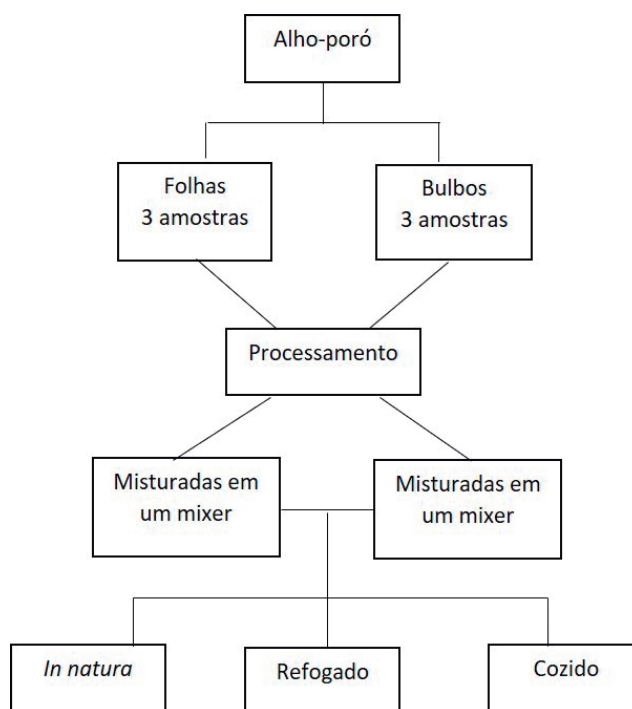 Alho-poró
Folhas
3 amostras
Bulbos
3 amostras
Processamento
Misturadas em
um mixer
Misturadas em
um mixer
In natura
Refogado
Cozido